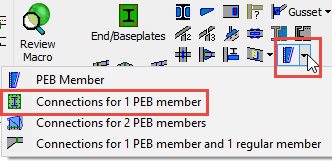 Gusset
Review
Macro
End/Baseplates
PEB Member
Connections for 1 PEB member
Connections for 2 PEB members
Connections for 1 PEB member and 1 regular member